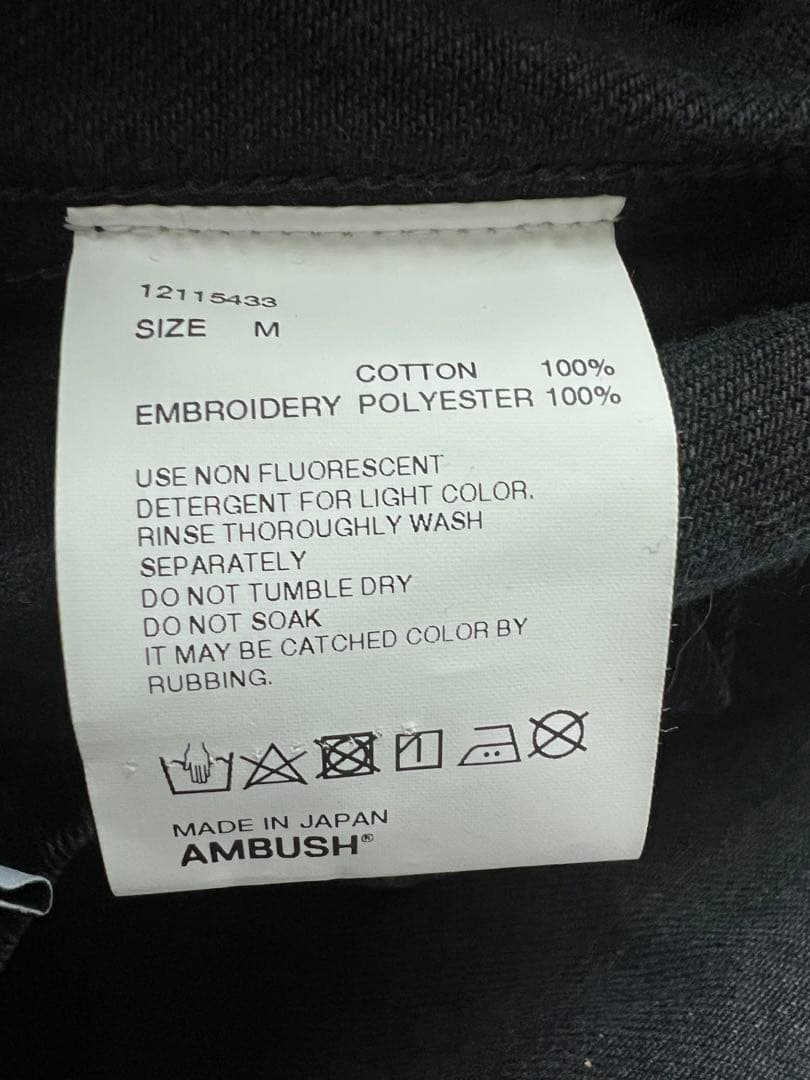 12115433
SIZE M
COTTON 100%
EMBROIDERY POLYESTER 100%
USE NON FLUORESCENT
DETERGENT FOR LIGHT COLOR.
RINSE THOROUGHLY WASH
SEPARATELY
DO NOT TUMBLE DRY
DO NOT SOAK
IT MAY BE CATCHED COLOR BY
RUBBING.
MADE IN JAPAN
AMBUSH®